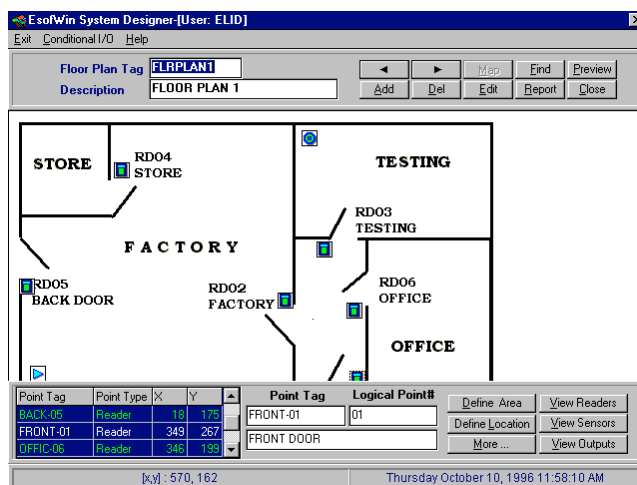 EsofWin System Designer-[User: ELID]
Exit Conditional I/O Help
Floor Plan Tag FLRPLAN1
Map Find Preview
Description FLOOR PLAN 1
Add Del Edit Report Close
STORE
RD04
STORE
TESTING
RD03
TESTING
FACTORY
RD05
BACK DOOR
RD02
FACTORY
RD06
OFFICE
OFFICE
Point Tag Point Type X Y
BACK-05 Reader 18 175
FRONT-01 Reader 349 267
OFFIC-06 Reader 346 199
Point Tag Logical Point#
FRONT-01 01
FRONT DOOR
Define Area View Readers
Define Location View Sensors
More ... View Outputs
[x,y] : 570, 162
Thursday October 10, 1996 11:58:10 AM